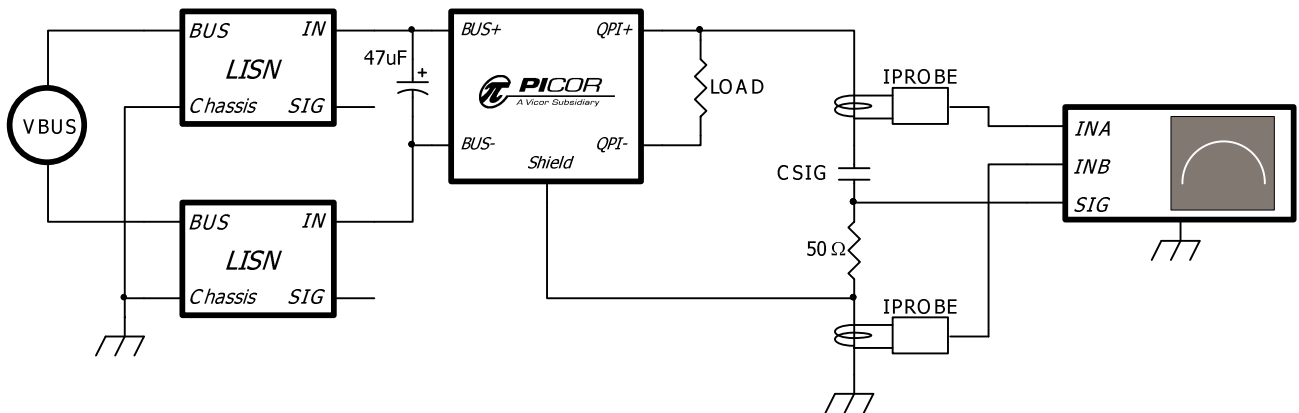 BUS IN
LISN
Chassis SIG
VBUS
47uF
+
BUS+ QPI+
π PICOR
A Vicor Subsidiary
BUS- QPI-
Shield
LOAD
BUS IN
LISN
Chassis SIG
IPROBE
CSIG
50 Ω
IPROBE
INA
INB
SIG